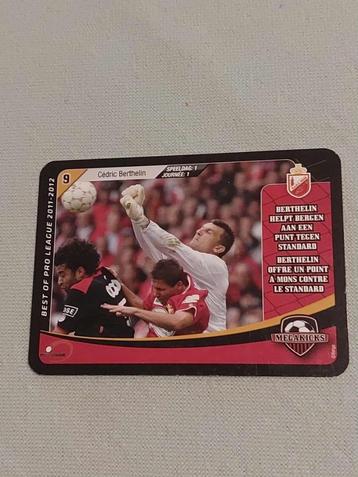 9
Cédric Berthelin
SPEELDAG: 1
JOURNÉE: 1
BEST OF PRO LEAGUE 2011-2012
BERTHELIN
HELPT BERGEN
AAN EEN
PUNT TEGEN
STANDARD
BERTHELIN
OFFRE UN POINT
À MONS CONTRE
LE STANDARD
MEGAKICKS